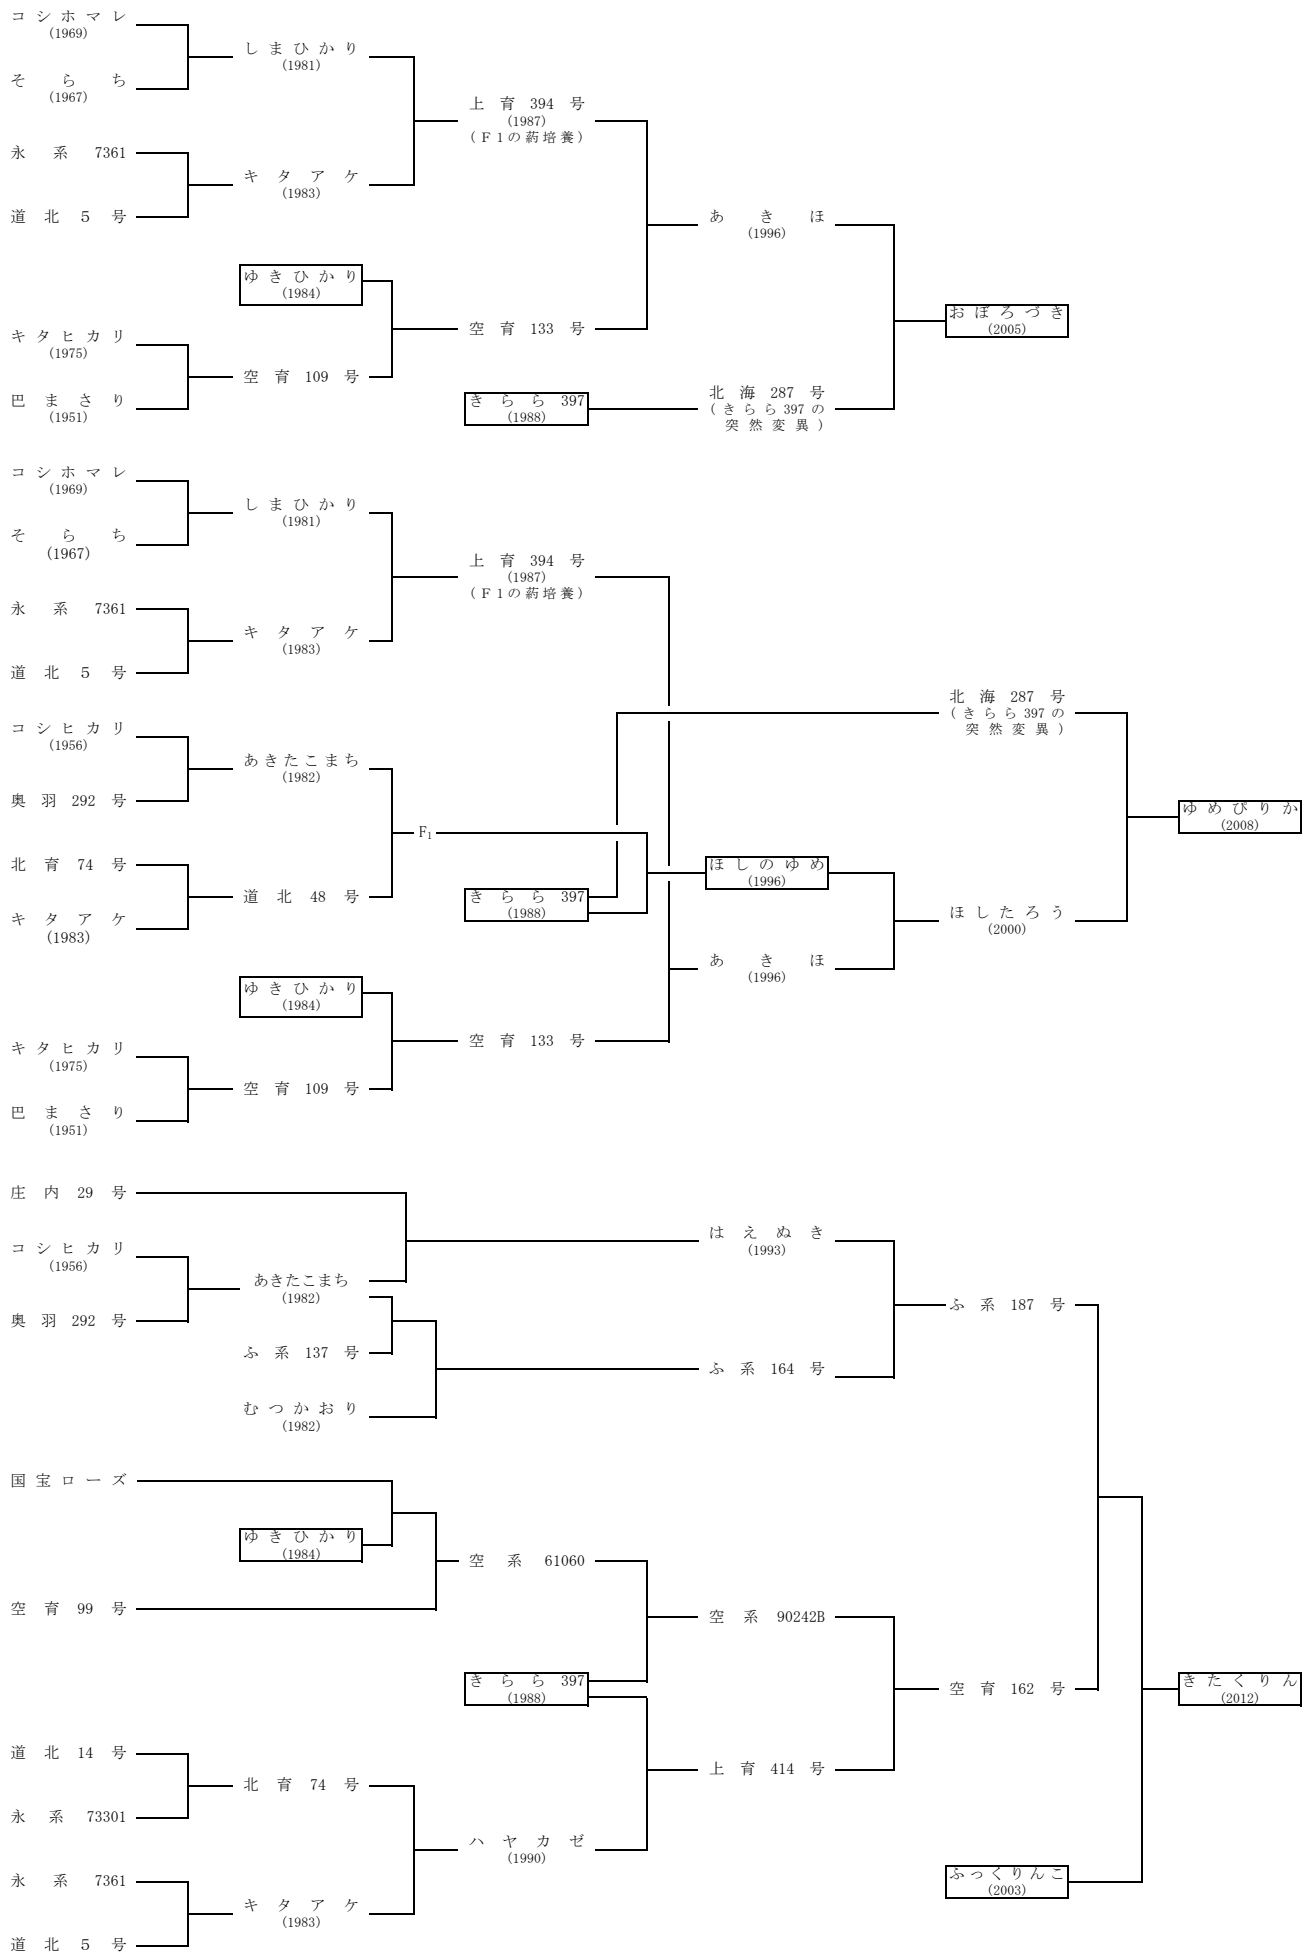 コシホマレ
(1969)
しまひかり
(1981)
そらち
(1967)
上育394号
(1987)
(F1の葯培養)
永系7361
キタアケ
(1983)
道北5号
あきほ
(1996)
ゆきひかり
(1984)
おぼろづき
(2005)
空育133号
キタヒカリ
(1975)
空育109号
巴まさり
(1951)
きらら397
(1988)
北海287号
(きらら397の
突然変異)
コシホマレ
(1969)
しまひかり
(1981)
そらち
(1967)
上育394号
(1987)
(F1の葯培養)
永系7361
キタアケ
(1983)
道北5号
北海287号
(きらら397の
突然変異)
コシヒカリ
(1956)
あきたこまち
(1982)
奥羽292号
ゆめぴりか
(2008)
F1
北育74号
ほしのゆめ
(1996)
道北48号
きらら397
(1988)
キタアケ
(1983)
ほしたろう
(2000)
あきほ
(1996)
ゆきひかり
(1984)
空育133号
キタヒカリ
(1975)
空育109号
巴まさり
(1951)
庄内29号
はえぬき
(1993)
コシヒカリ
(1956)
あきたこまち
(1982)
奥羽292号
ふ系187号
ふ系137号
ふ系164号
むつかおり
(1982)
国宝ローズ
ゆきひかり
(1984)
空系61060
空育99号
空系90242B
きらら397
(1988)
空育162号
きたくりん
(2012)
道北14号
北育74号
上育414号
永系73301
ハヤカゼ
(1990)
永系7361
キタアケ
(1983)
ふっくりんこ
(2003)
道北5号